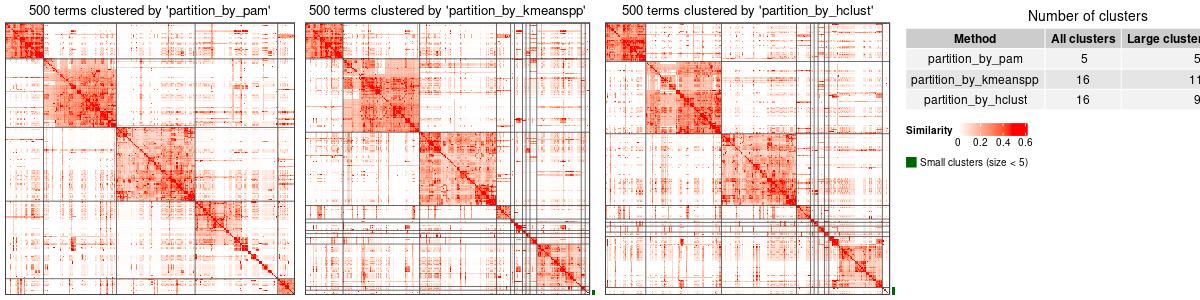 500 terms clustered by 'partition_by_pam'
500 terms clustered by 'partition_by_kmeanspp'
500 terms clustered by 'partition_by_hclust'
Number of clusters
Method All clusters Large cluster
partition_by_pam 5 5
partition_by_kmeanspp 16 11
partition_by_hclust 16 9
Similarity
0 0.2 0.4 0.6
Small clusters (size < 5)